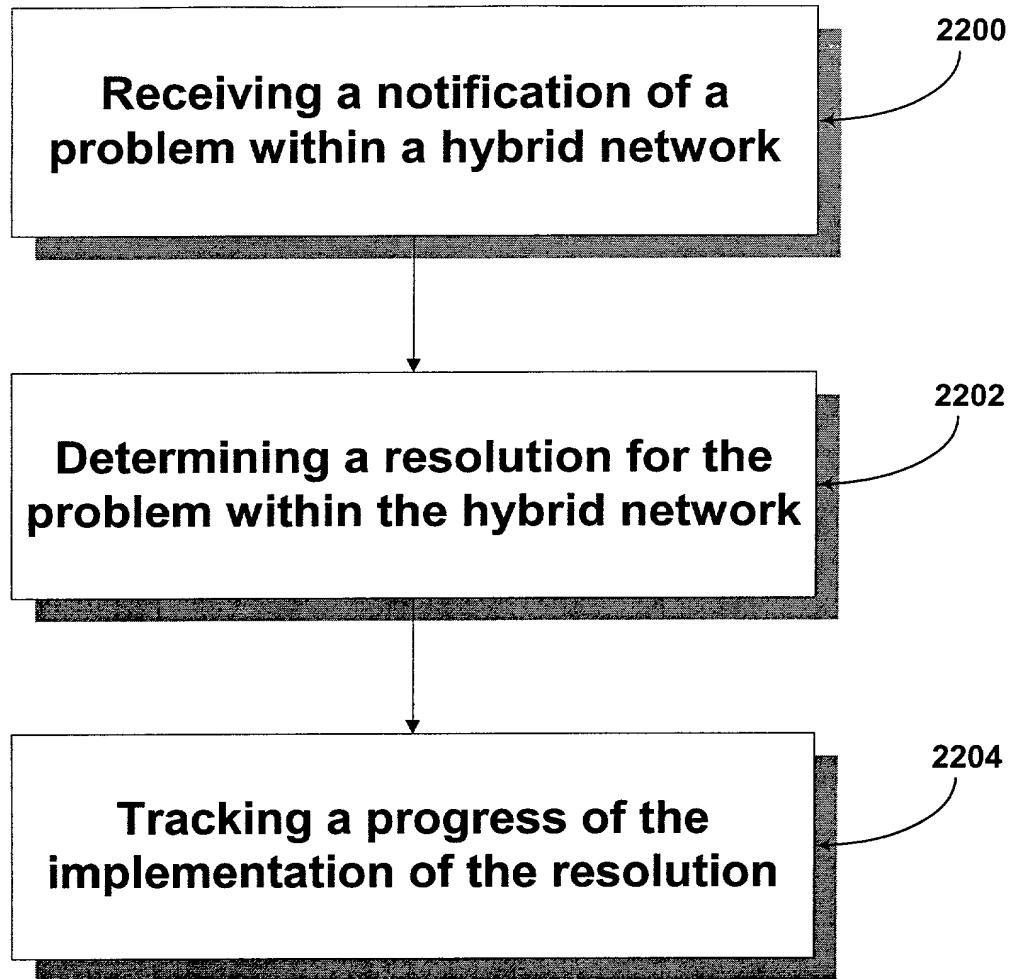 2200
Receiving a notification of a
problem within a hybrid network
2202
Determining a resolution for the
problem within the hybrid network
2204
Tracking a progress of the
implementation of the resolution